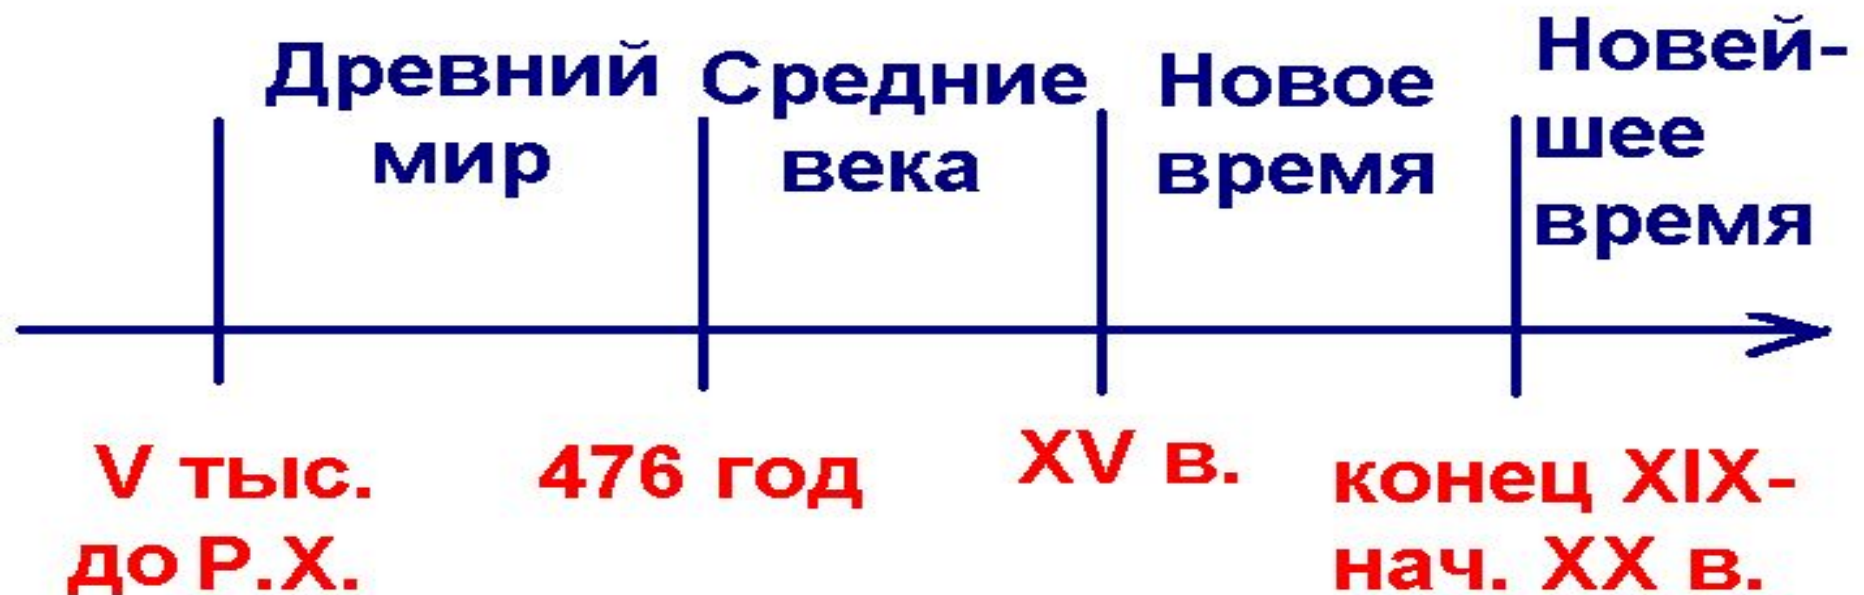 Древний
мир
Средние
века
Новое
время
Новей-
шее
время
V тыс.
до Р.Х.
476 год
XV в.
конец XIX-
нач. XX в.